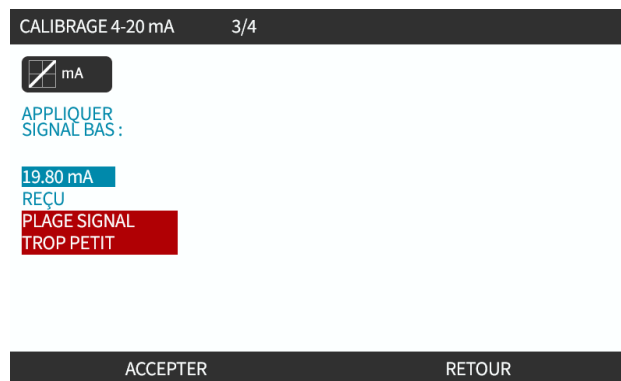 CALIBRAGE 4-20 mA 3/4
mA
APPLIQUER
SIGNAL BAS :
19.80 mA
REÇU
PLAGE SIGNAL
TROP PETIT
ACCEPTER RETOUR